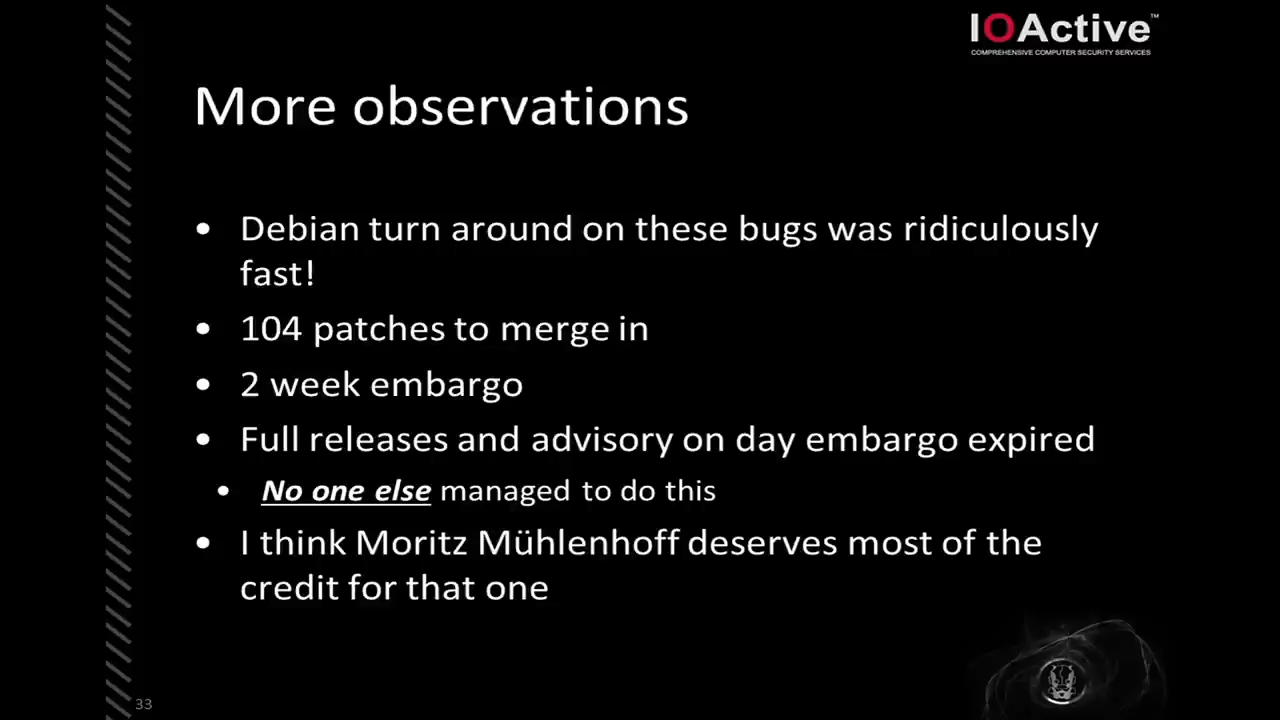 IOActive™
COMPREHENSIVE COMPUTER SECURITY SERVICES
More observations
• Debian turn around on these bugs was ridiculously
fast!
• 104 patches to merge in
• 2 week embargo
• Full releases and advisory on day embargo expired
• No one else managed to do this
• I think Moritz Mühlenhoff deserves most of the
credit for that one
33